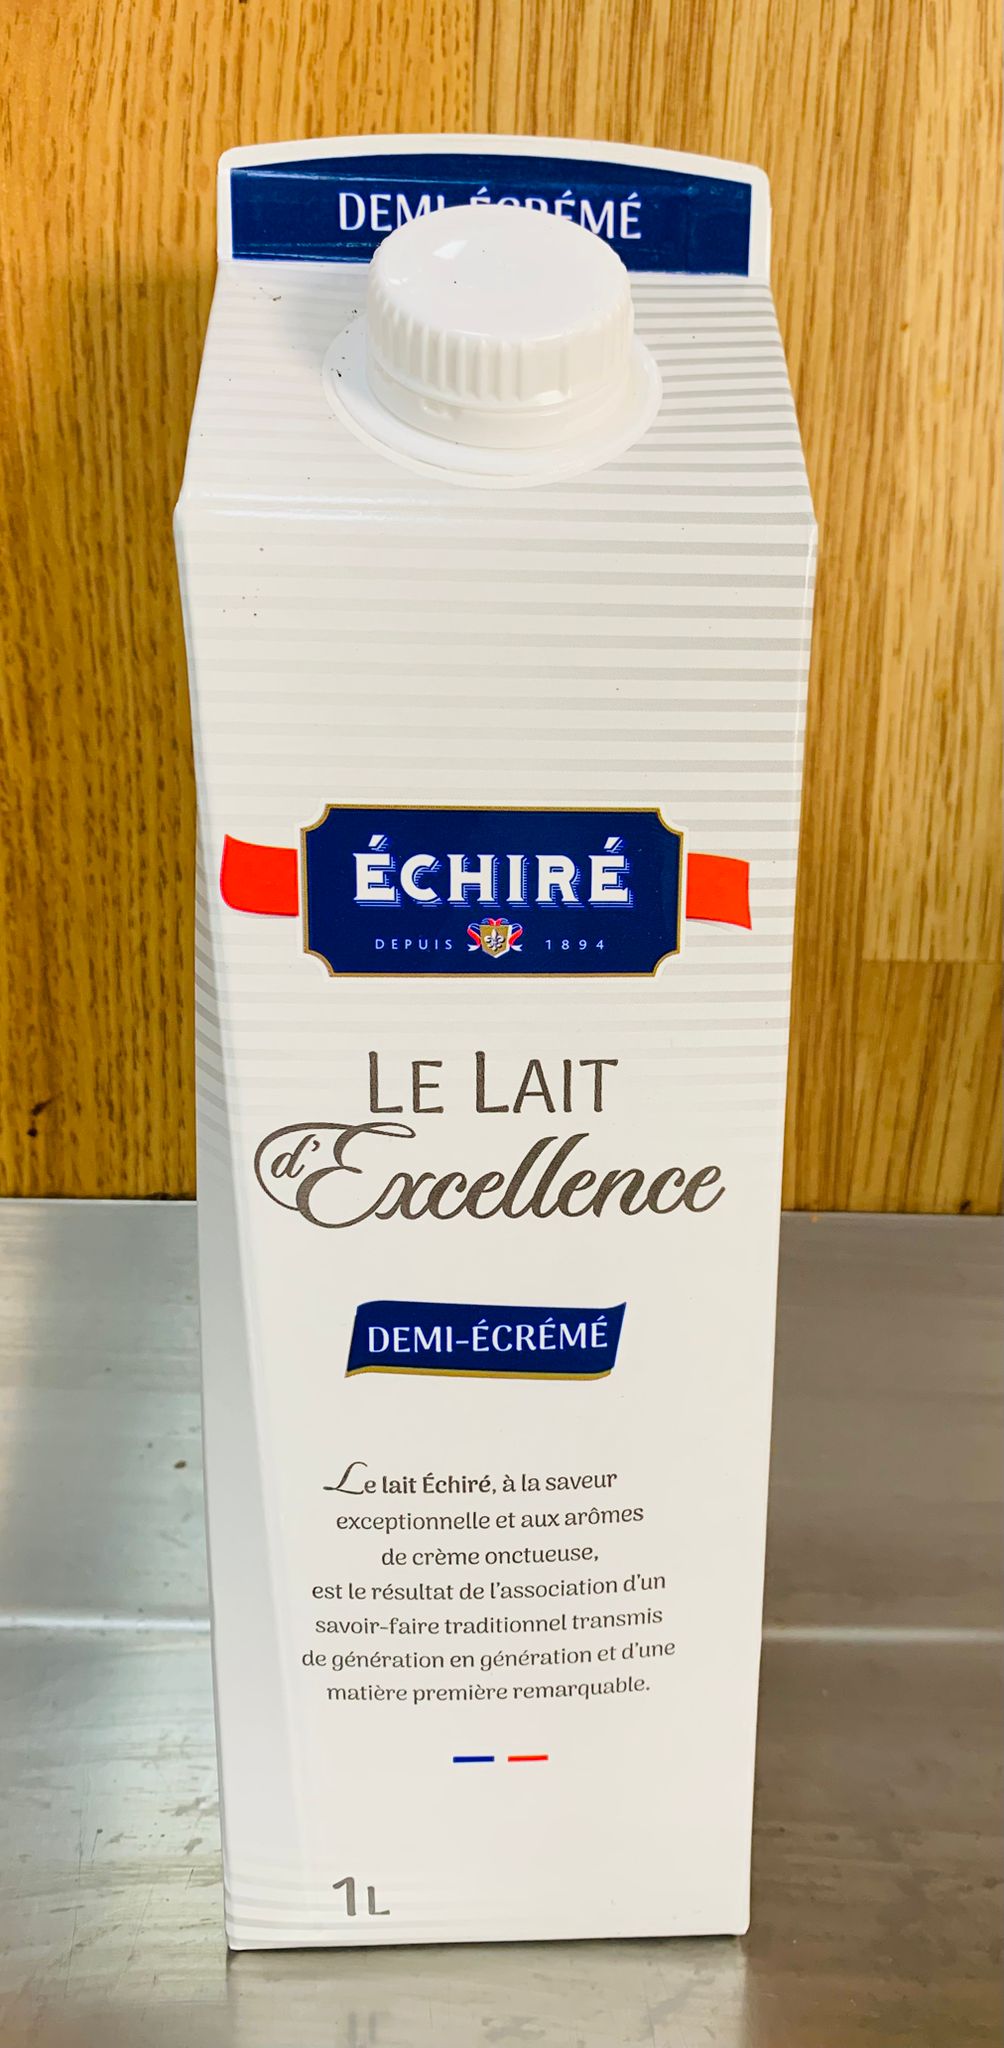 DEMI-ÉCRÉMÉ
ÉCHIRÉ
DEPUIS 1894
LE LAIT
d'Excellence
DEMI-ÉCRÉMÉ
Le lait Échiré, à la saveur
exceptionnelle et aux arômes
de crème onctueuse,
est le résultat de l'association d'un
savoir-faire traditionnel transmis
de génération en génération et d'une
matière première remarquable.
1L